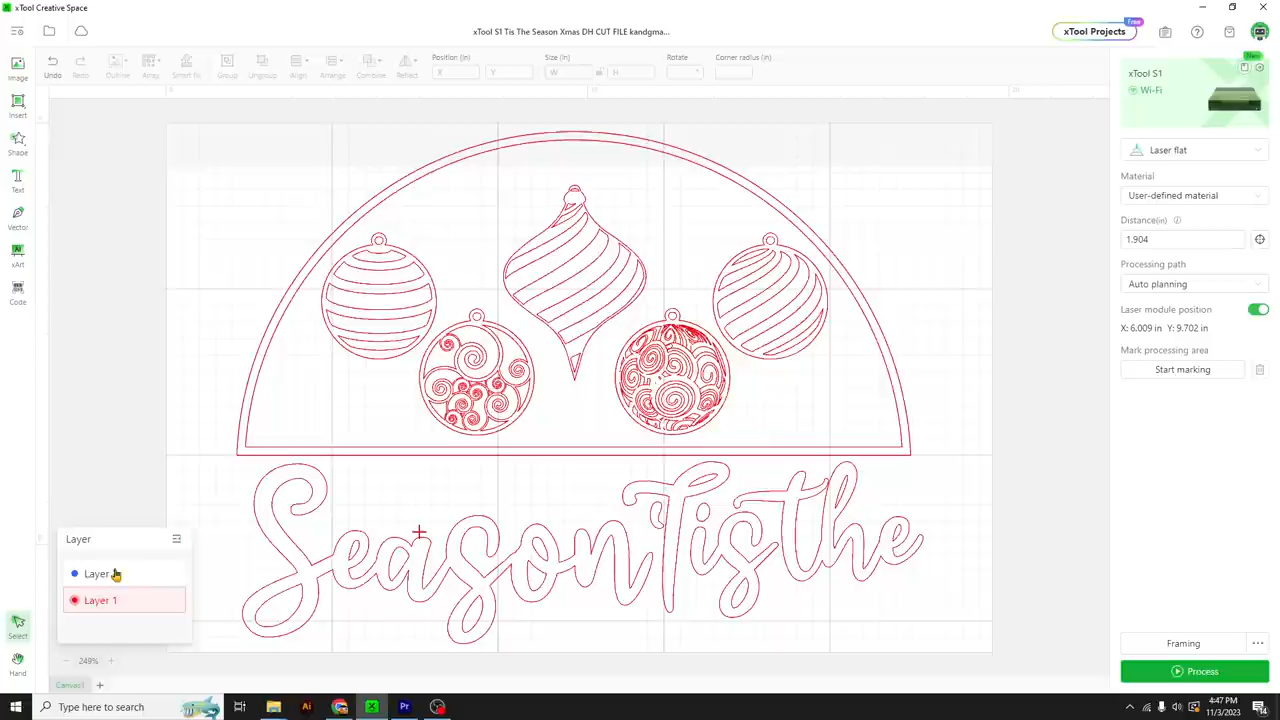 xTool Creative Space
xTool S1 Tis The Season Xmas DH CUT FILE kandgma...
Free
xTool Projects
Undo
Redo
Outline
Array
Smart fill
Group
Ungroup
Align
Arrange
Combine
Reflect
Position (in)
X
Y
Size (in)
W
H
Rotate
°
Corner radius (in)
Image
Insert
Shape
Text
Vector
AI
xArt
Code
Select
Hand
Season Tis the
Layer
Layer
Layer 1
249%
Canvas1
xTool S1
Wi-Fi
Laser flat
Material
User-defined material
Distance(in)
1.904
Processing path
Auto planning
Laser module position
X: 6.009 in Y: 9.702 in
Mark processing area
Start marking
Framing
Process
Type here to search
Ai
Pr
4:47 PM
11/3/2023
14